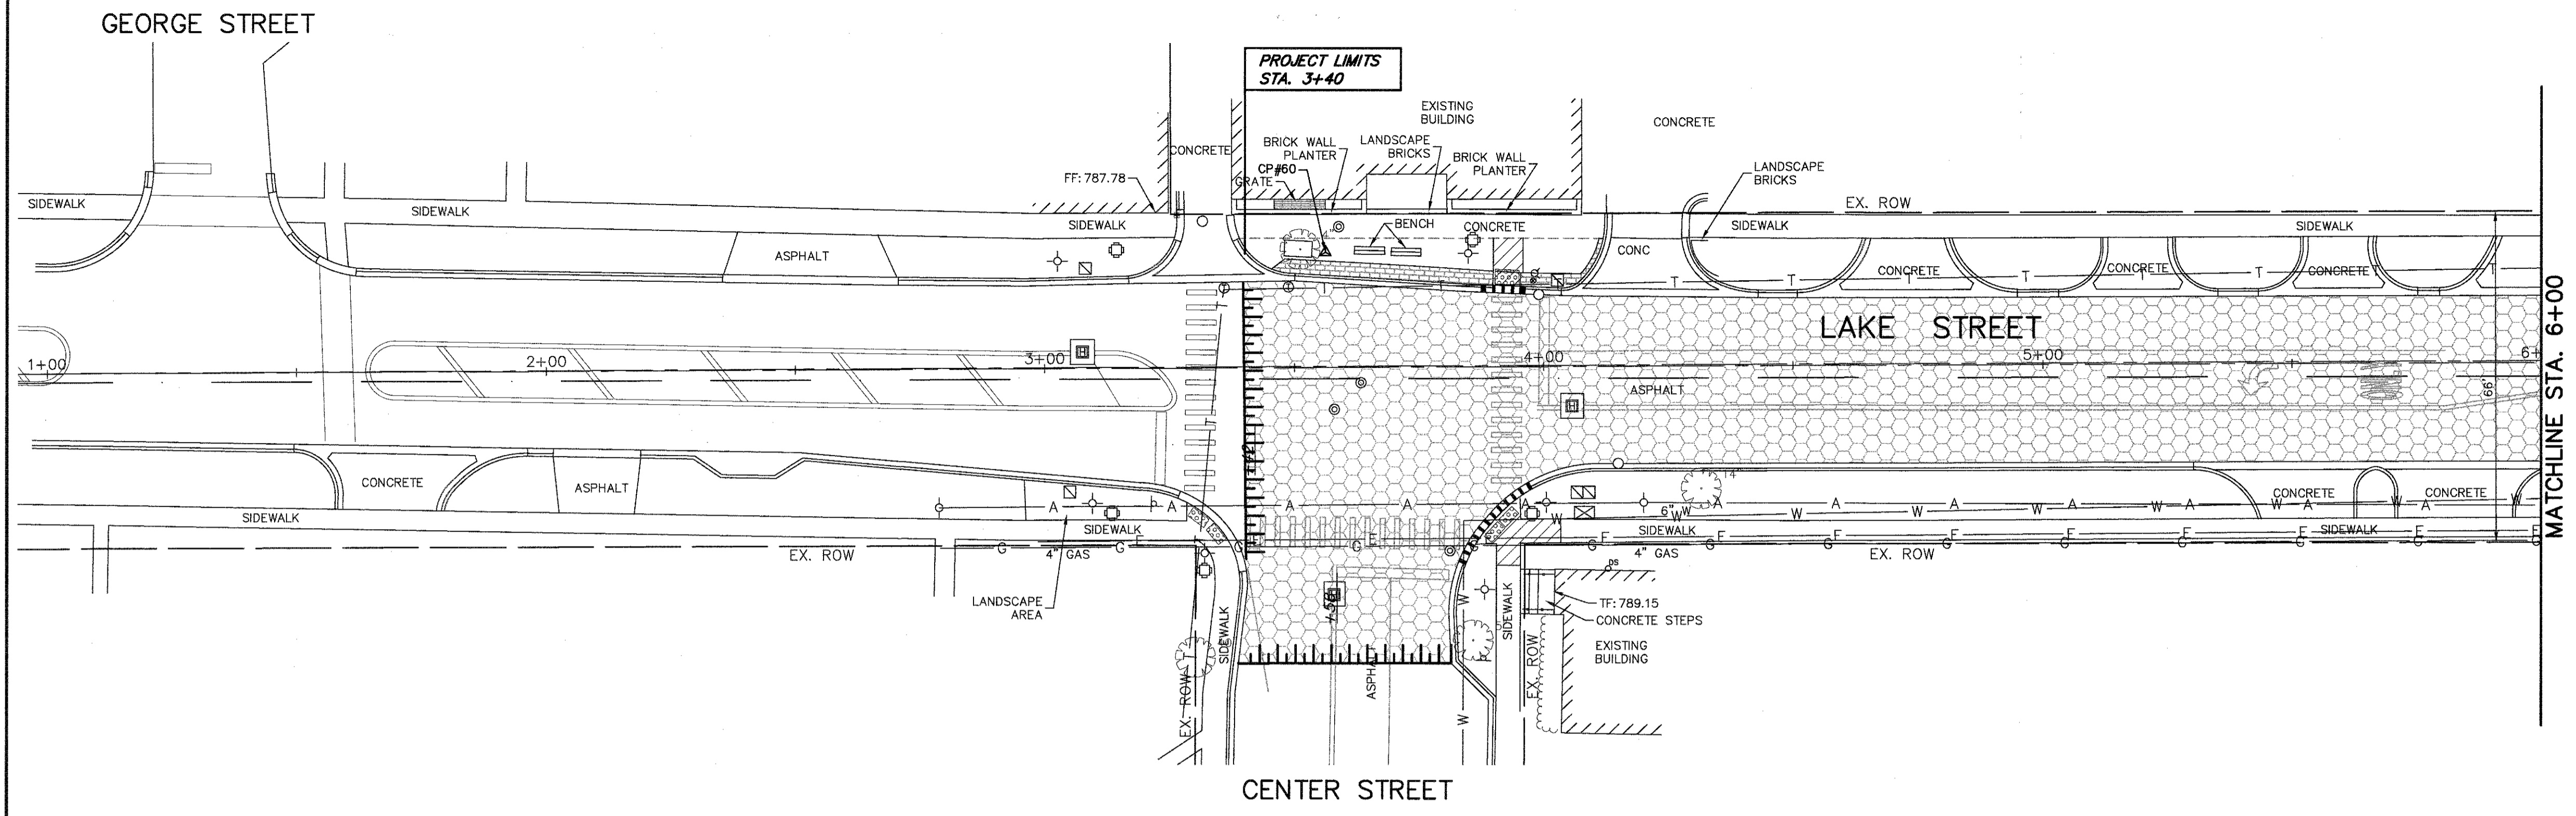 GEORGE STREET
PROJECT LIMITS
STA. 3+40
EXISTING
BUILDING
CONCRETE
CONCRETE
BRICK WALL
PLANTER
LANDSCAPE
BRICKS
BRICK WALL
PLANTER
LANDSCAPE
BRICKS
FF: 787.78
CP#60
GRATE
SIDEWALK
SIDEWALK
SIDEWALK
EX. ROW
BENCH
CONCRETE
SIDEWALK
SIDEWALK
ASPHALT
CONC
CONCRETE
CONCRETE
CONCRETE
T
T
T
T
T
T
T
T
LAKE STREET
1+00
2+00
3+00
4+00
5+00
6+
ASPHALT
66'
MATCHLINE STA. 6+00
CONCRETE
ASPHALT
14"
CONCRETE
CONCRETE
A
A
A
A
A
A
A
A
A
A
A
6" W
W
W
W
W
W
W
W
SIDEWALK
SIDEWALK
SIDEWALK
SIDEWALK
EX. ROW
G
4" GAS
G
E
G
G
E
G
4" GAS
G
E
G
E
G
E
G
E
EX. ROW
DS
LANDSCAPE
AREA
TF: 789.15
CONCRETE STEPS
EXISTING
BUILDING
SIDEWALK
EX. ROW
T
ASPHALT
W
W
SIDEWALK
EX. ROW
CENTER STREET